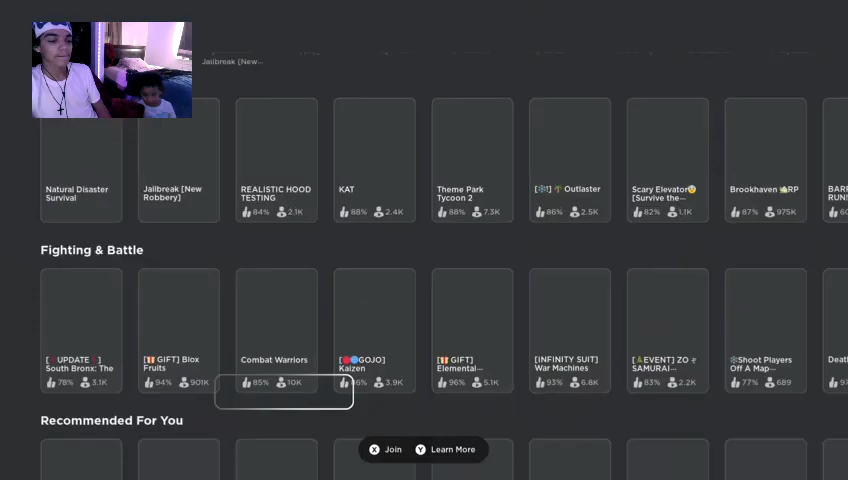 Jailbreak [New...
Natural Disaster
Survival
Jailbreak [New
Robbery]
REALISTIC HOOD
TESTING
84% 2.1K
KAT
88% 2.4K
Theme Park
Tycoon 2
88% 7.3K
[❄️!] 🌴 Outlaster
86% 2.5K
Scary Elevator🤕
[Survive the...
82% 1.1K
Brookhaven 🏡RP
87% 975K
BARR
RUN!
Fighting & Battle
[❗UPDATE❗]
South Bronx: The
78% 3.1K
[🎁 GIFT] Blox
Fruits
94% 901K
Combat Warriors
85% 10K
[🔴🔵GOJO]
Kaizen
86% 3.9K
[🎁 GIFT]
Elemental...
96% 5.1K
[INFINITY SUIT]
War Machines
93% 6.8K
[🎄EVENT] ZO
SAMURAI...
83% 2.2K
❄️Shoot Players
Off A Map...
77% 689
Death
Recommended For You
X Join Y Learn More